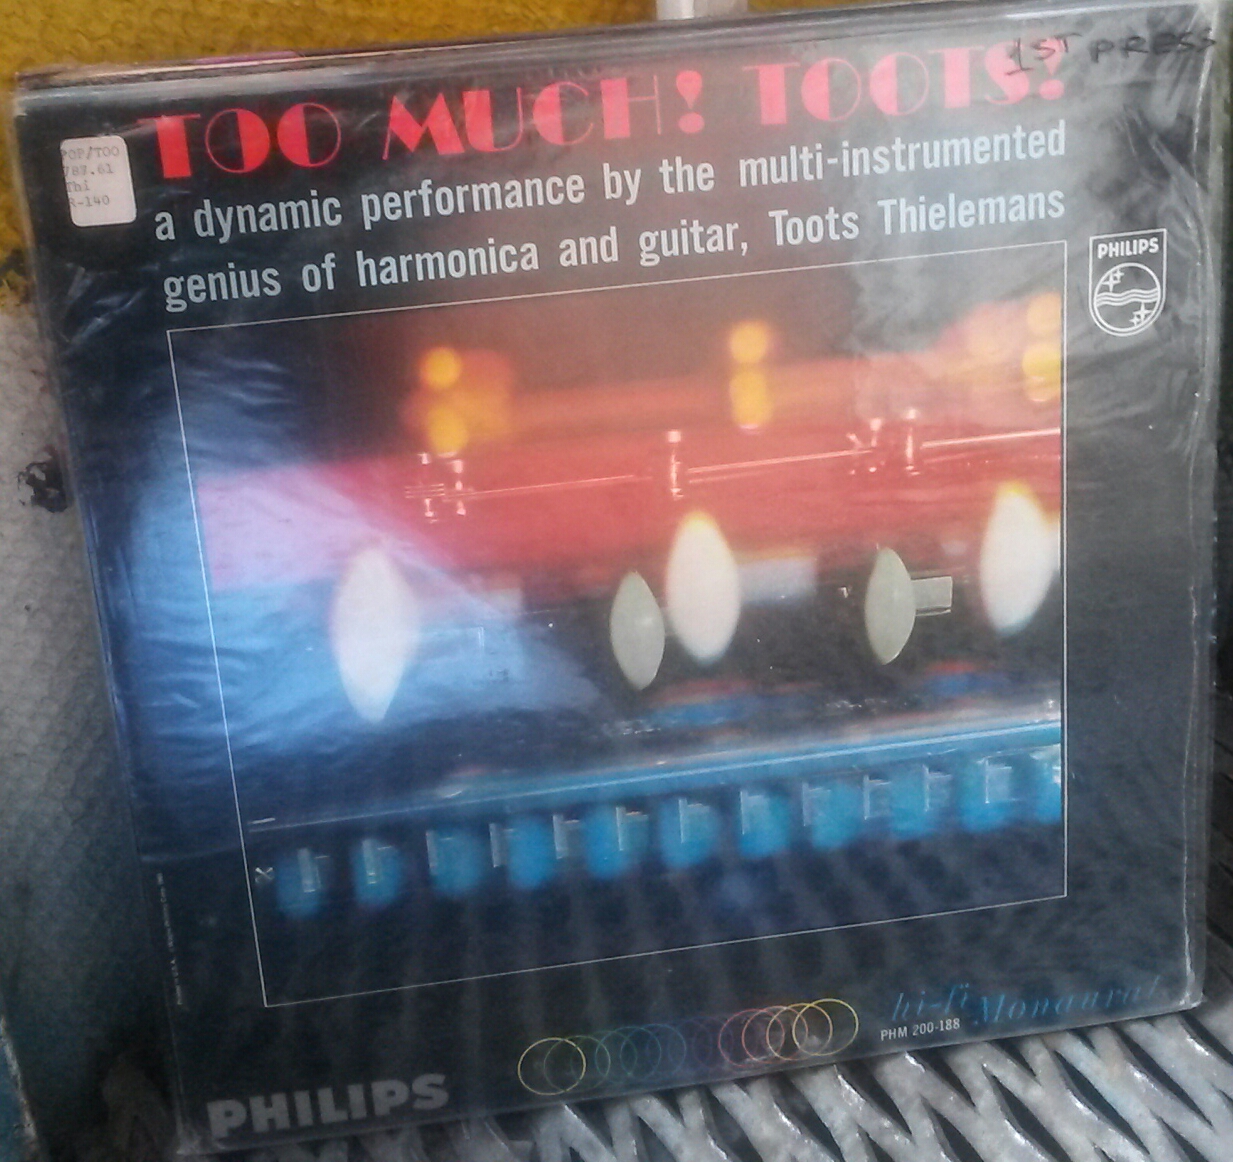 1ST PRESS
TOO MUCH! TOOTS!
POP/TOO
787.61
Thi
R-140
a dynamic performance by the multi-instrumented
genius of harmonica and guitar, Toots Thielemans
PHILIPS
hi-fi Monaural
PHM 200-188
PHILIPS